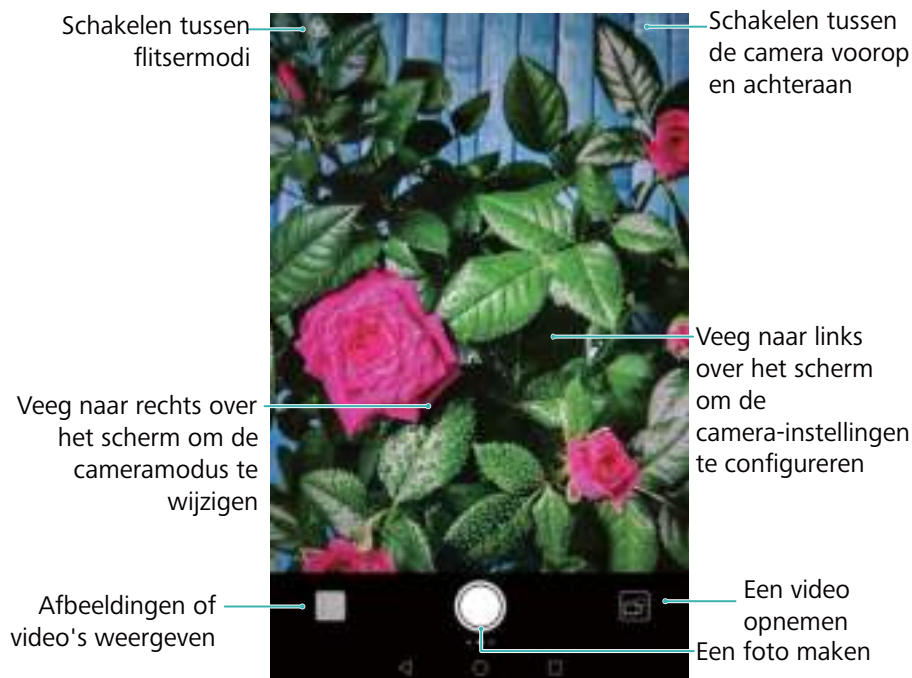 Schakelen tussen
flitsermodi
Schakelen tussen
de camera voorop
en achteraan
Veeg naar links
over het scherm
om de
camera-instellingen
te configureren
Veeg naar rechts over
het scherm om de
cameramodus te
wijzigen
Afbeeldingen of
video's weergeven
Een video
opnemen
Een foto maken